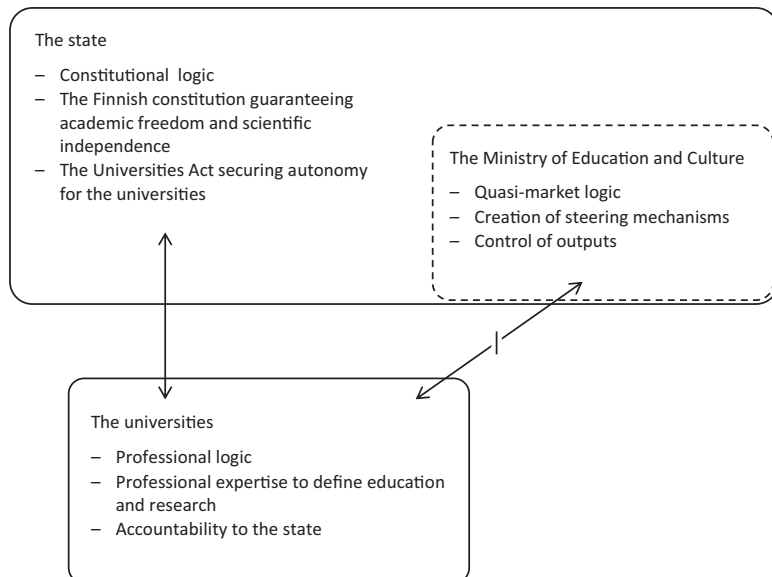 The state
– Constitutional logic
– The Finnish constitution guaranteeing
academic freedom and scientific
independence
– The Universities Act securing autonomy
for the universities
The Ministry of Education and Culture
– Quasi-market logic
– Creation of steering mechanisms
– Control of outputs
The universities
– Professional logic
– Professional expertise to define education
and research
– Accountability to the state